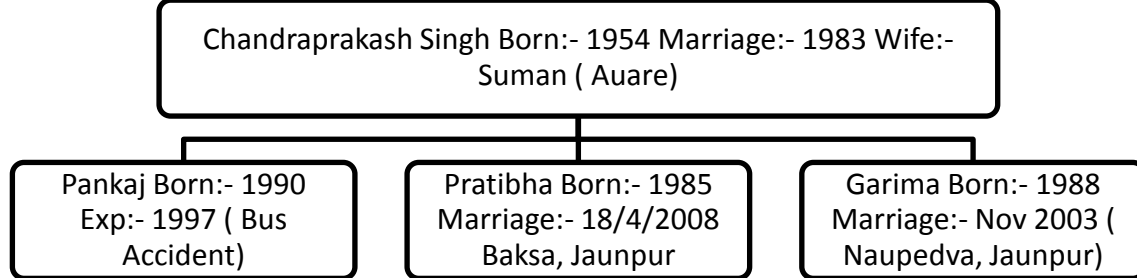 Chandraprakash Singh Born:- 1954 Marriage:- 1983 Wife:-
Suman ( Auare)
Pankaj Born:- 1990
Exp:- 1997 ( Bus
Accident)
Pratibha Born:- 1985
Marriage:- 18/4/2008
Baksa, Jaunpur
Garima Born:- 1988
Marriage:- Nov 2003 (
Naupedva, Jaunpur)